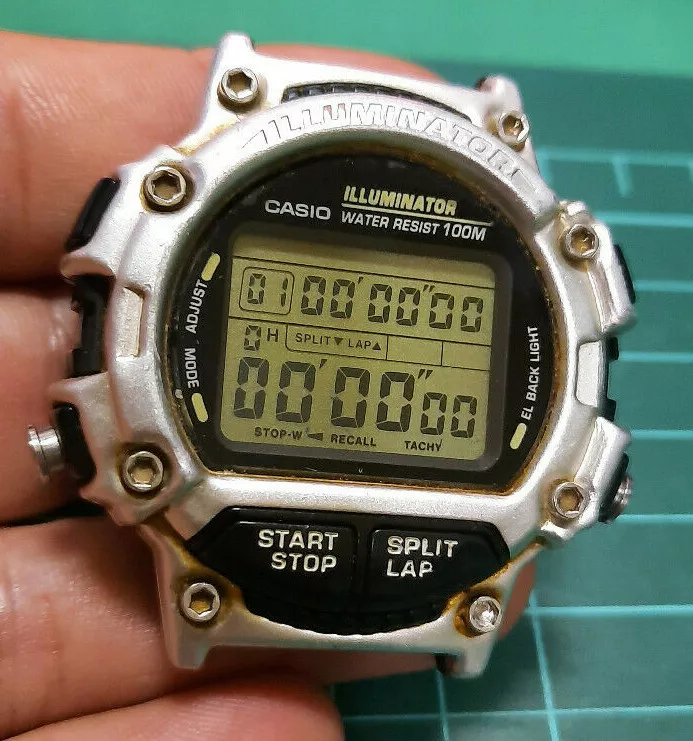 ILLUMINATOR
ILLUMINATOR
CASIO
WATER RESIST 100M
ADJUST
MODE
01 00'00"00
0H SPLIT▼ LAP▲
00'00"00
STOP-W ◄ RECALL TACHY
EL BACK LIGHT
START
STOP
SPLIT
LAP